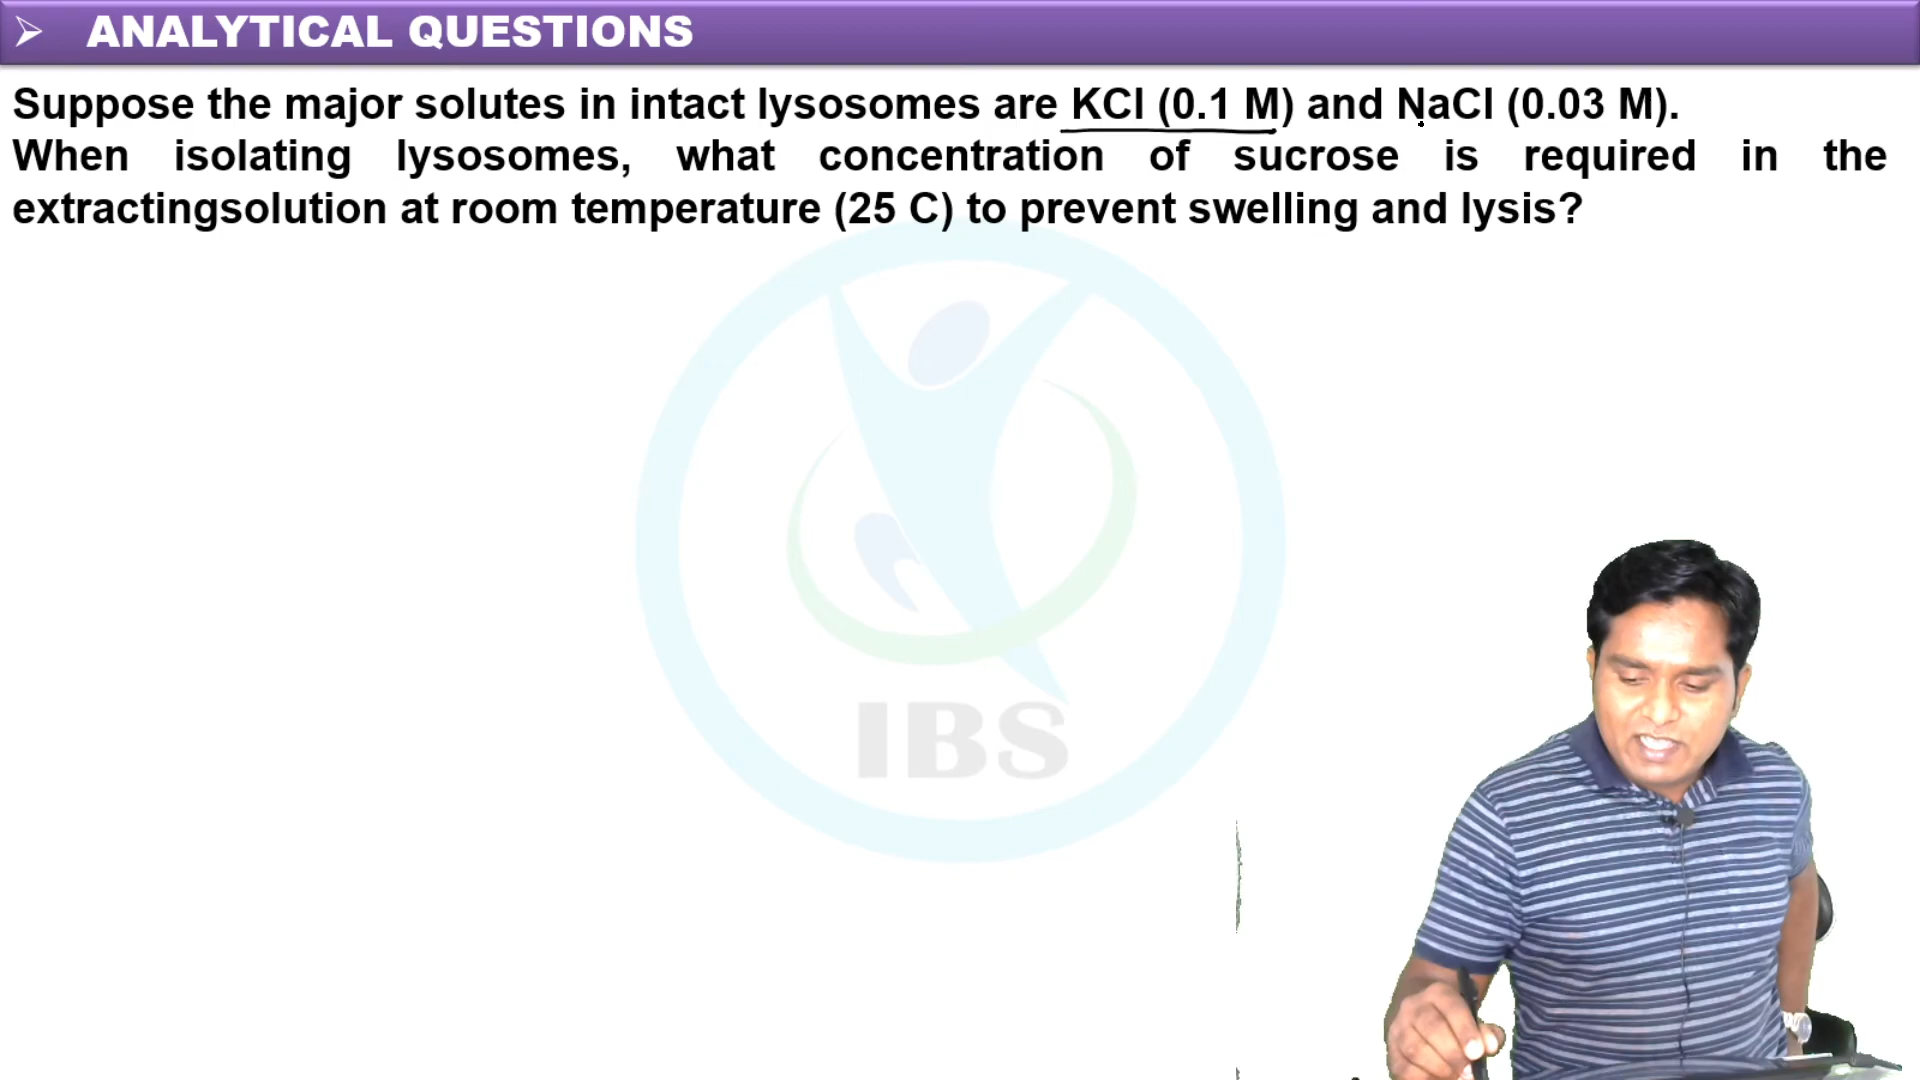 ANALYTICAL QUESTIONS
Suppose the major solutes in intact lysosomes are KCl (0.1 M) and NaCl (0.03 M).
When isolating lysosomes, what concentration of sucrose is required in the
extractingsolution at room temperature (25 C) to prevent swelling and lysis?
IBS